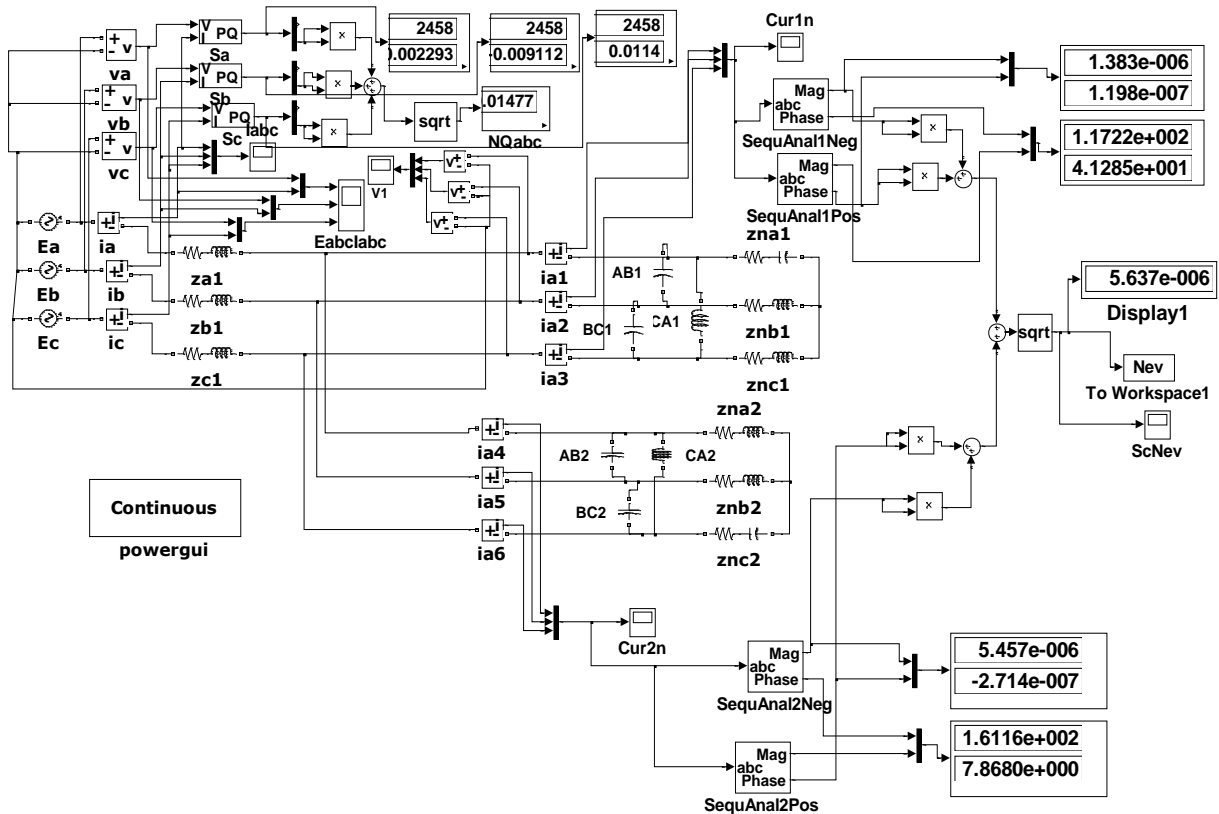 V
I
PQ
Sa
V
I
PQ
Sb
V
I
PQ
Sc
+
-
v
va
+
-
v
vb
+
-
v
vc
x
x
x
2458
0.002293
2458
-0.009112
2458
0.0114
sqrt
.01477
NQabc
Iabc
V1
EabcIabc
v
v
v
Cur1n
Mag
abc
Phase
SequAnal1Neg
Mag
abc
Phase
SequAnal1Pos
x
x
1.383e-006
1.198e-007
1.1722e+002
4.1285e+001
Ea
Eb
Ec
i
ia
i
ib
i
ic
za1
zb1
zc1
i
ia1
i
ia2
i
ia3
AB1
BC1
CA1
zna1
znb1
znc1
sqrt
5.637e-006
Display1
Nev
To Workspace1
ScNev
i
ia4
i
ia5
i
ia6
AB2
BC2
CA2
zna2
znb2
znc2
x
x
Continuous
powergui
Cur2n
Mag
abc
Phase
SequAnal2Neg
Mag
abc
Phase
SequAnal2Pos
5.457e-006
-2.714e-007
1.6116e+002
7.8680e+000